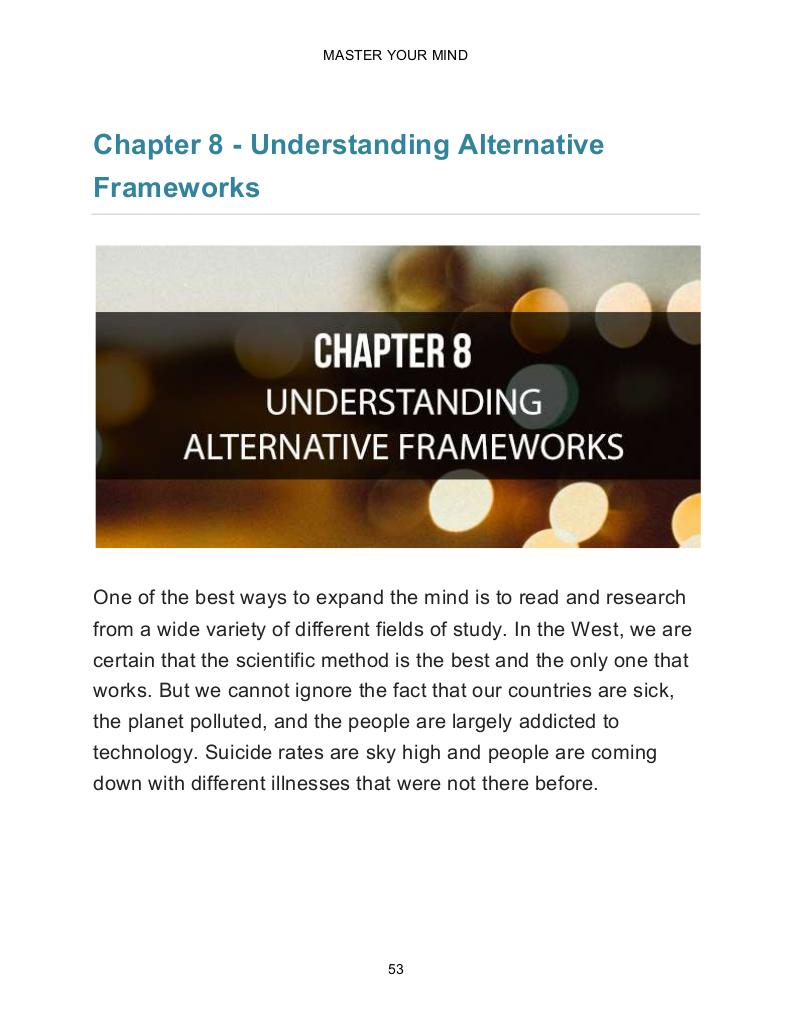 MASTER YOUR MIND
Chapter 8 - Understanding Alternative
Frameworks
CHAPTER 8
UNDERSTANDING
ALTERNATIVE FRAMEWORKS
One of the best ways to expand the mind is to read and research
from a wide variety of different fields of study. In the West, we are
certain that the scientific method is the best and the only one that
works. But we cannot ignore the fact that our countries are sick,
the planet polluted, and the people are largely addicted to
technology. Suicide rates are sky high and people are coming
down with different illnesses that were not there before.
53